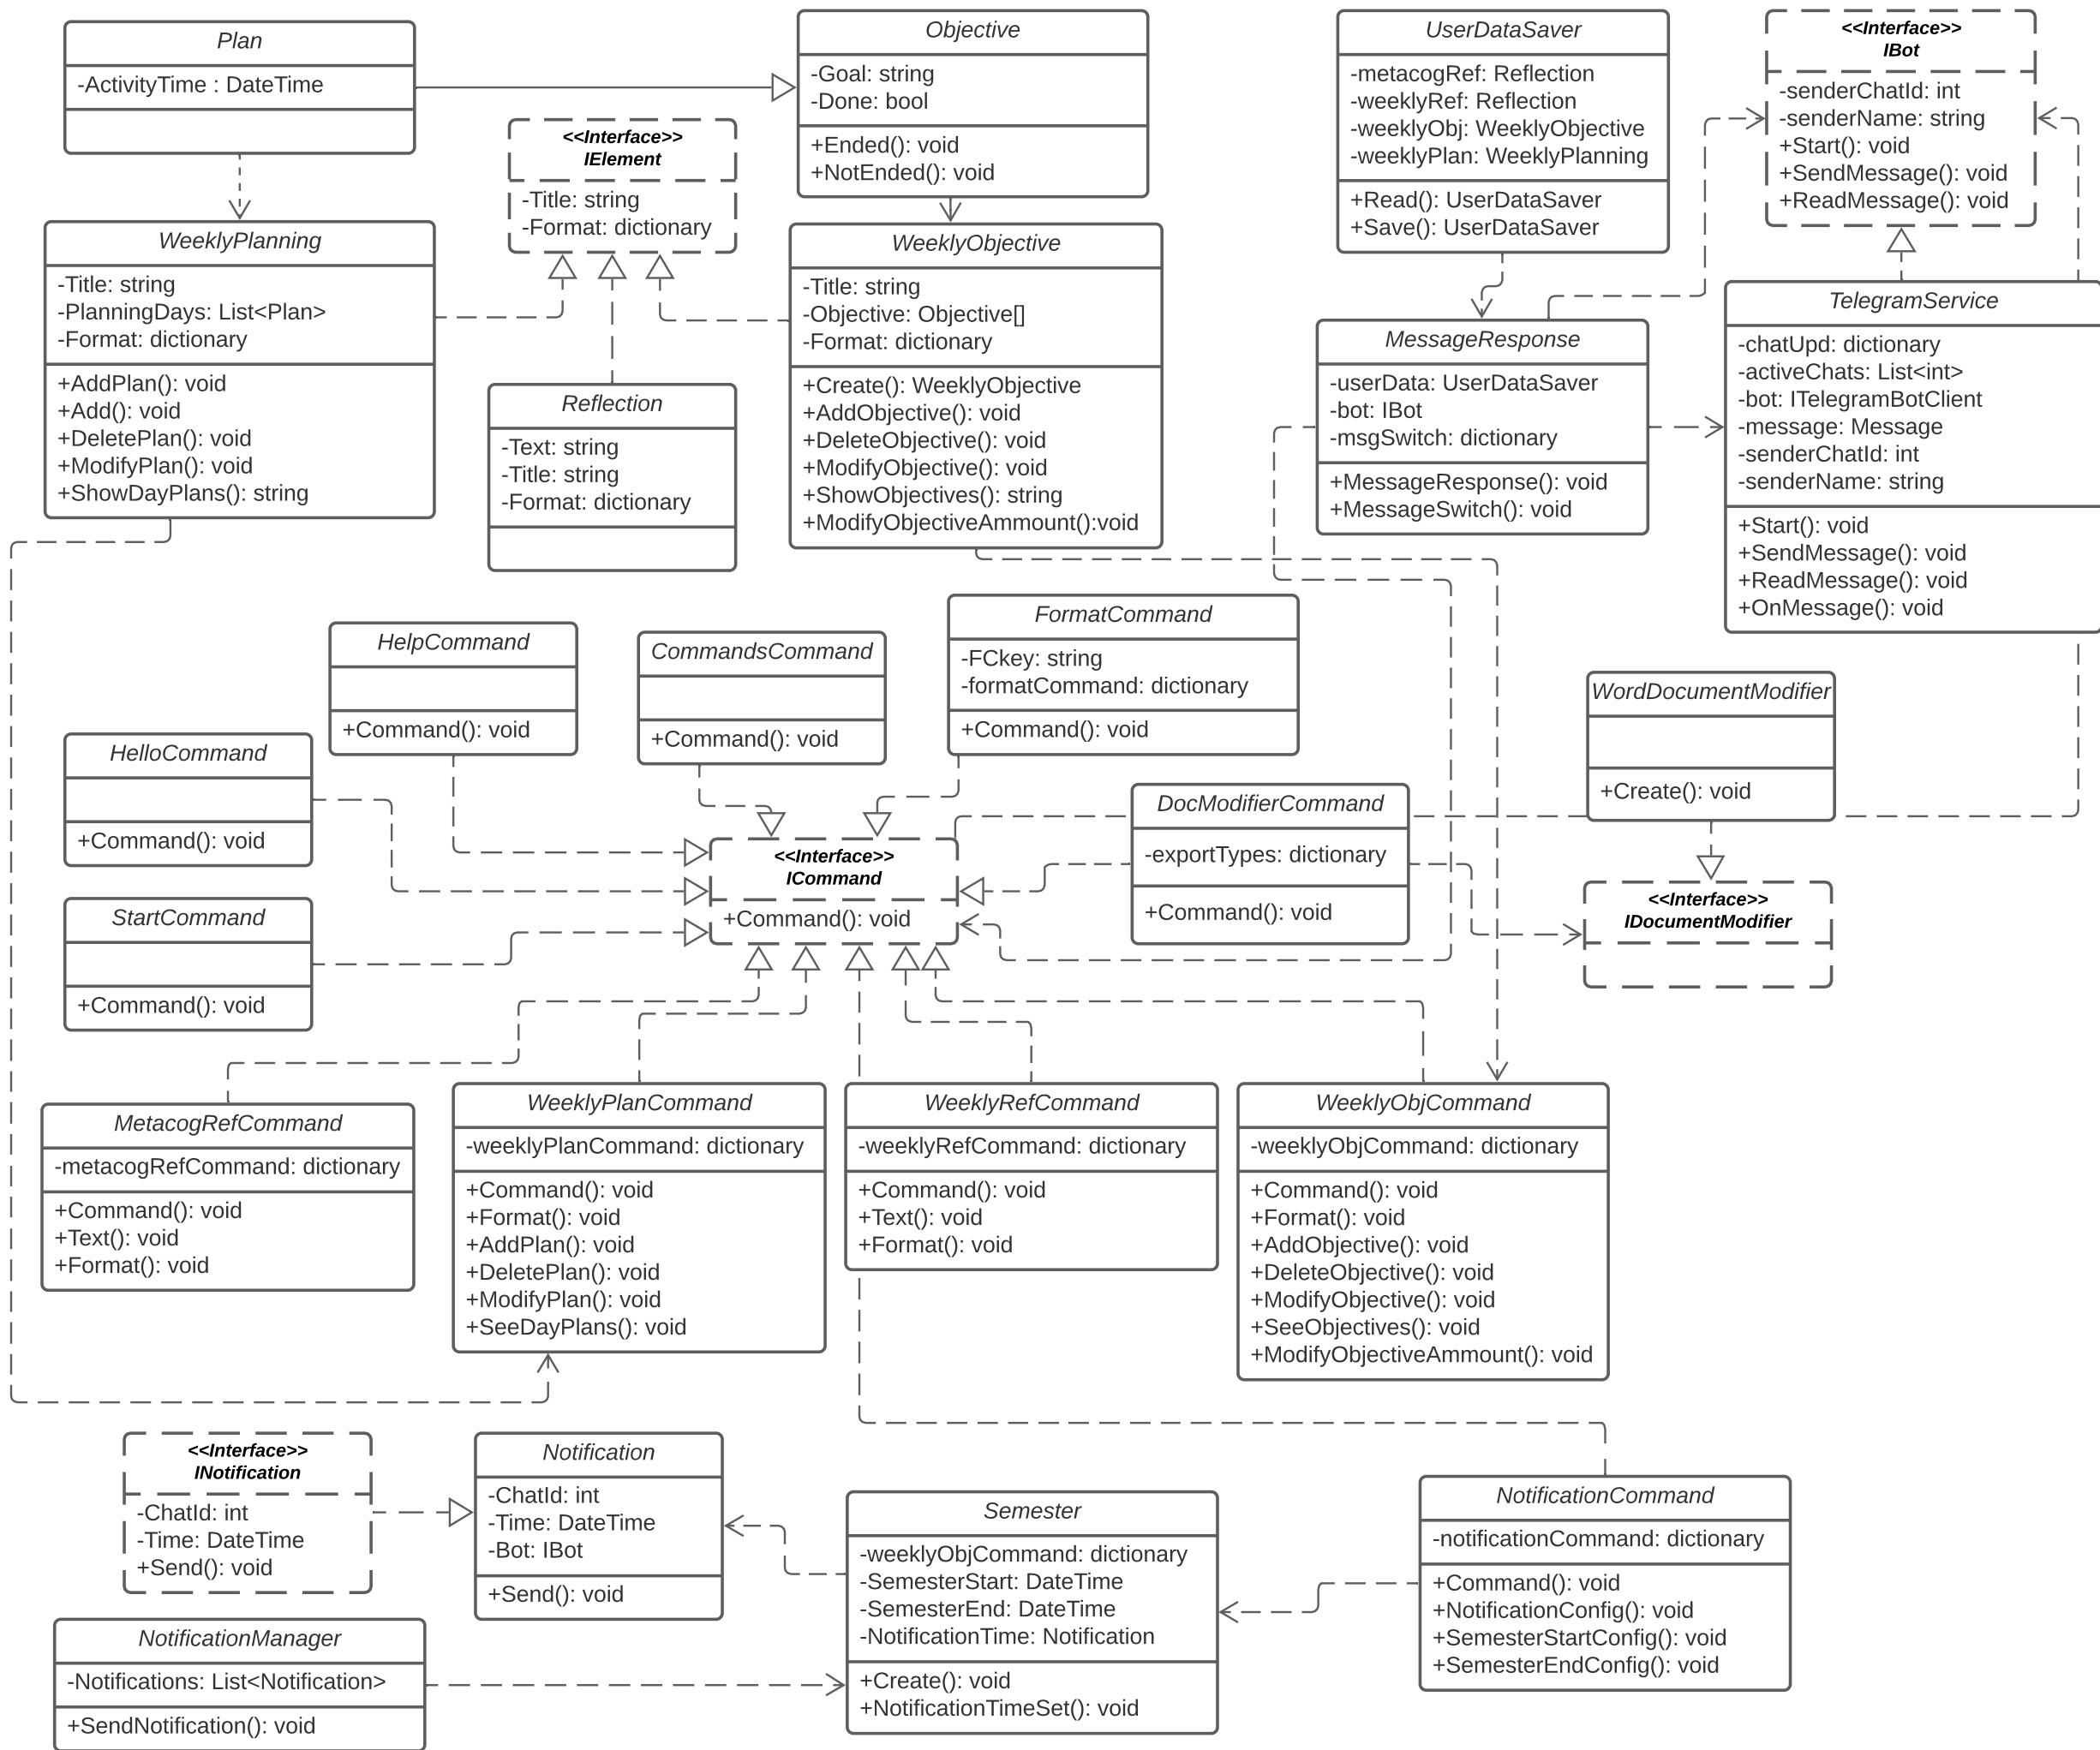 Plan
-ActivityTime : DateTime
Objective
-Goal: string
-Done: bool
+Ended(): void
+NotEnded(): void
UserDataSaver
-metacogRef: Reflection
-weeklyRef: Reflection
-weeklyObj: WeeklyObjective
-weeklyPlan: WeeklyPlanning
+Read(): UserDataSaver
+Save(): UserDataSaver
<<Interface>>
IBot
-senderChatId: int
-senderName: string
+Start(): void
+SendMessage(): void
+ReadMessage(): void
<<Interface>>
IElement
-Title: string
-Format: dictionary
WeeklyPlanning
-Title: string
-PlanningDays: List<Plan>
-Format: dictionary
+AddPlan(): void
+Add(): void
+DeletePlan(): void
+ModifyPlan(): void
+ShowDayPlans(): string
Reflection
-Text: string
-Title: string
-Format: dictionary
WeeklyObjective
-Title: string
-Objective: Objective[]
-Format: dictionary
+Create(): WeeklyObjective
+AddObjective(): void
+DeleteObjective(): void
+ModifyObjective(): void
+ShowObjectives(): string
+ModifyObjectiveAmmount():void
MessageResponse
-userData: UserDataSaver
-bot: IBot
-msgSwitch: dictionary
+MessageResponse(): void
+MessageSwitch(): void
TelegramService
-chatUpd: dictionary
-activeChats: List<int>
-bot: ITelegramBotClient
-message: Message
-senderChatId: int
-senderName: string
+Start(): void
+SendMessage(): void
+ReadMessage(): void
+OnMessage(): void
HelpCommand
+Command(): void
CommandsCommand
+Command(): void
FormatCommand
-FCkey: string
-formatCommand: dictionary
+Command(): void
WordDocumentModifier
+Create(): void
HelloCommand
+Command(): void
DocModifierCommand
-exportTypes: dictionary
+Command(): void
<<Interface>>
ICommand
+Command(): void
<<Interface>>
IDocumentModifier
StartCommand
+Command(): void
MetacogRefCommand
-metacogRefCommand: dictionary
+Command(): void
+Text(): void
+Format(): void
WeeklyPlanCommand
-weeklyPlanCommand: dictionary
+Command(): void
+Format(): void
+AddPlan(): void
+DeletePlan(): void
+ModifyPlan(): void
+SeeDayPlans(): void
WeeklyRefCommand
-weeklyRefCommand: dictionary
+Command(): void
+Text(): void
+Format(): void
WeeklyObjCommand
-weeklyObjCommand: dictionary
+Command(): void
+Format(): void
+AddObjective(): void
+DeleteObjective(): void
+ModifyObjective(): void
+SeeObjectives(): void
+ModifyObjectiveAmmount(): void
<<Interface>>
INotification
-ChatId: int
-Time: DateTime
+Send(): void
Notification
-ChatId: int
-Time: DateTime
-Bot: IBot
+Send(): void
Semester
-weeklyObjCommand: dictionary
-SemesterStart: DateTime
-SemesterEnd: DateTime
-NotificationTime: Notification
+Create(): void
+NotificationTimeSet(): void
NotificationCommand
-notificationCommand: dictionary
+Command(): void
+NotificationConfig(): void
+SemesterStartConfig(): void
+SemesterEndConfig(): void
NotificationManager
-Notifications: List<Notification>
+SendNotification(): void